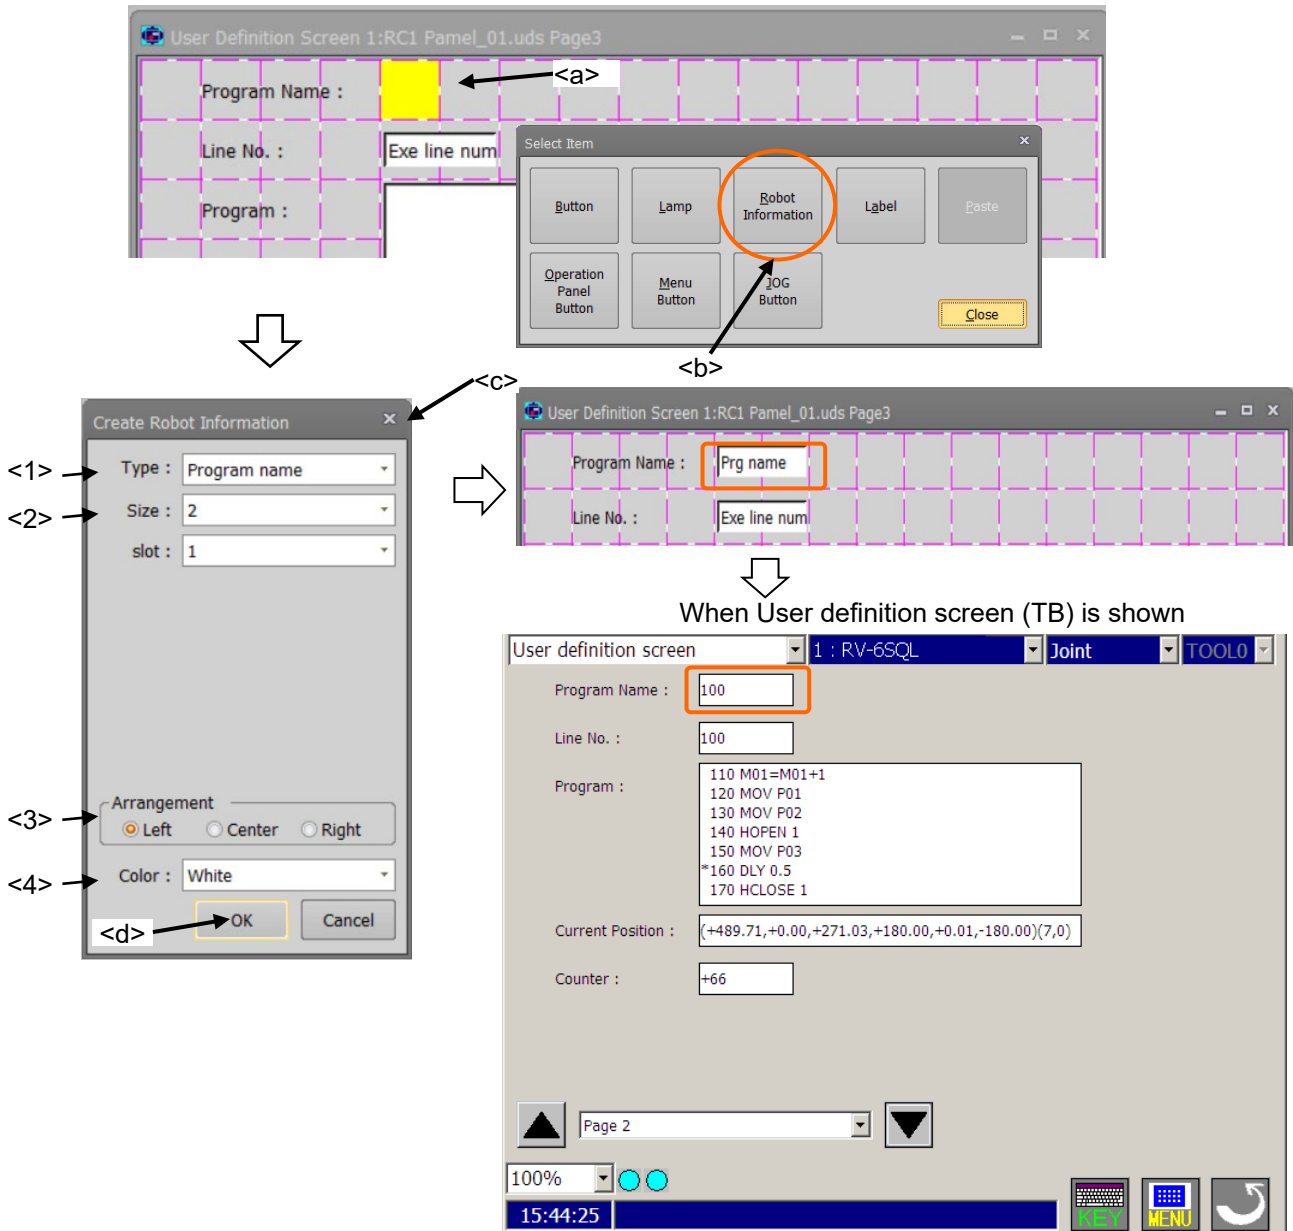 User Definition Screen 1:RC1 Pamel_01.uds Page3
<a>
Program Name :
Line No. :
Exe line num
Program :
Select Item
Button
Lamp
Robot
Information
Label
Paste
Operation
Panel
Button
Menu
Button
JOG
Button
Close
<b>
<c>
Create Robot Information
<1>
Type :
Program name
<2>
Size :
2
slot :
1
<3>
Arrangement
Left
Center
Right
<4>
Color :
White
<d>
OK
Cancel
User Definition Screen 1:RC1 Pamel_01.uds Page3
Program Name :
Prg name
Line No. :
Exe line num
When User definition screen (TB) is shown
User definition screen
1 : RV-6SQL
Joint
TOOL0
Program Name :
100
Line No. :
100
Program :
110 M01=M01+1
120 MOV P01
130 MOV P02
140 HOPEN 1
150 MOV P03
*160 DLY 0.5
170 HCLOSE 1
Current Position :
(+489.71,+0.00,+271.03,+180.00,+0.01,-180.00)(7,0)
Counter :
+66
Page 2
100%
15:44:25
KEY
MENU